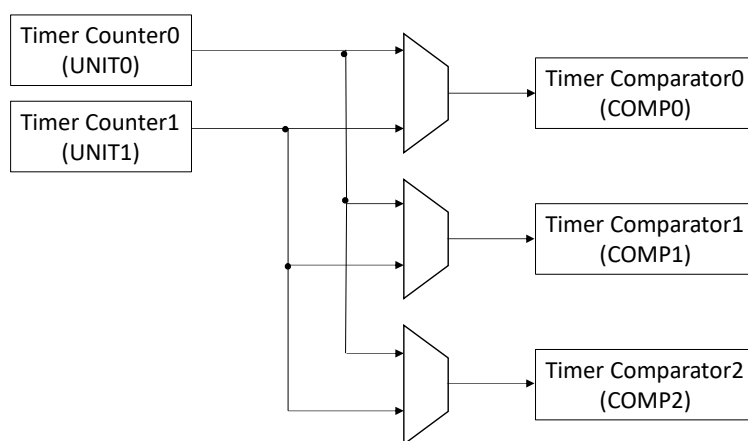 Timer Counter0
(UNIT0)
Timer Counter1
(UNIT1)
Timer Comparator0
(COMP0)
Timer Comparator1
(COMP1)
Timer Comparator2
(COMP2)